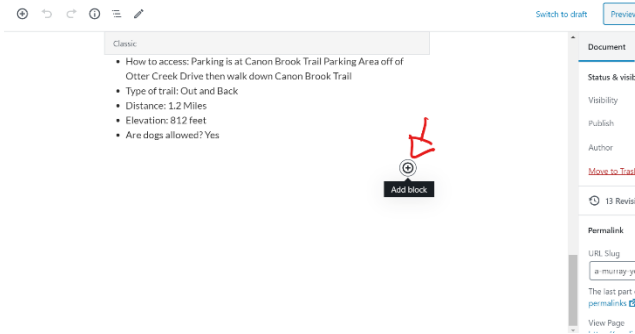 Switch to draft
Preview
Classic
Document
How to access: Parking is at Canon Brook Trail Parking Area off of
Otter Creek Drive then walk down Canon Brook Trail
Type of trail: Out and Back
Distance: 1.2 Miles
Elevation: 812 feet
Are dogs allowed? Yes
Add block
Status & visib
Visibility
Publish
Author
Move to Trash
13 Revisi
Permalink
URL Slug
a-murray-ye
The last part
permalinks
View Page